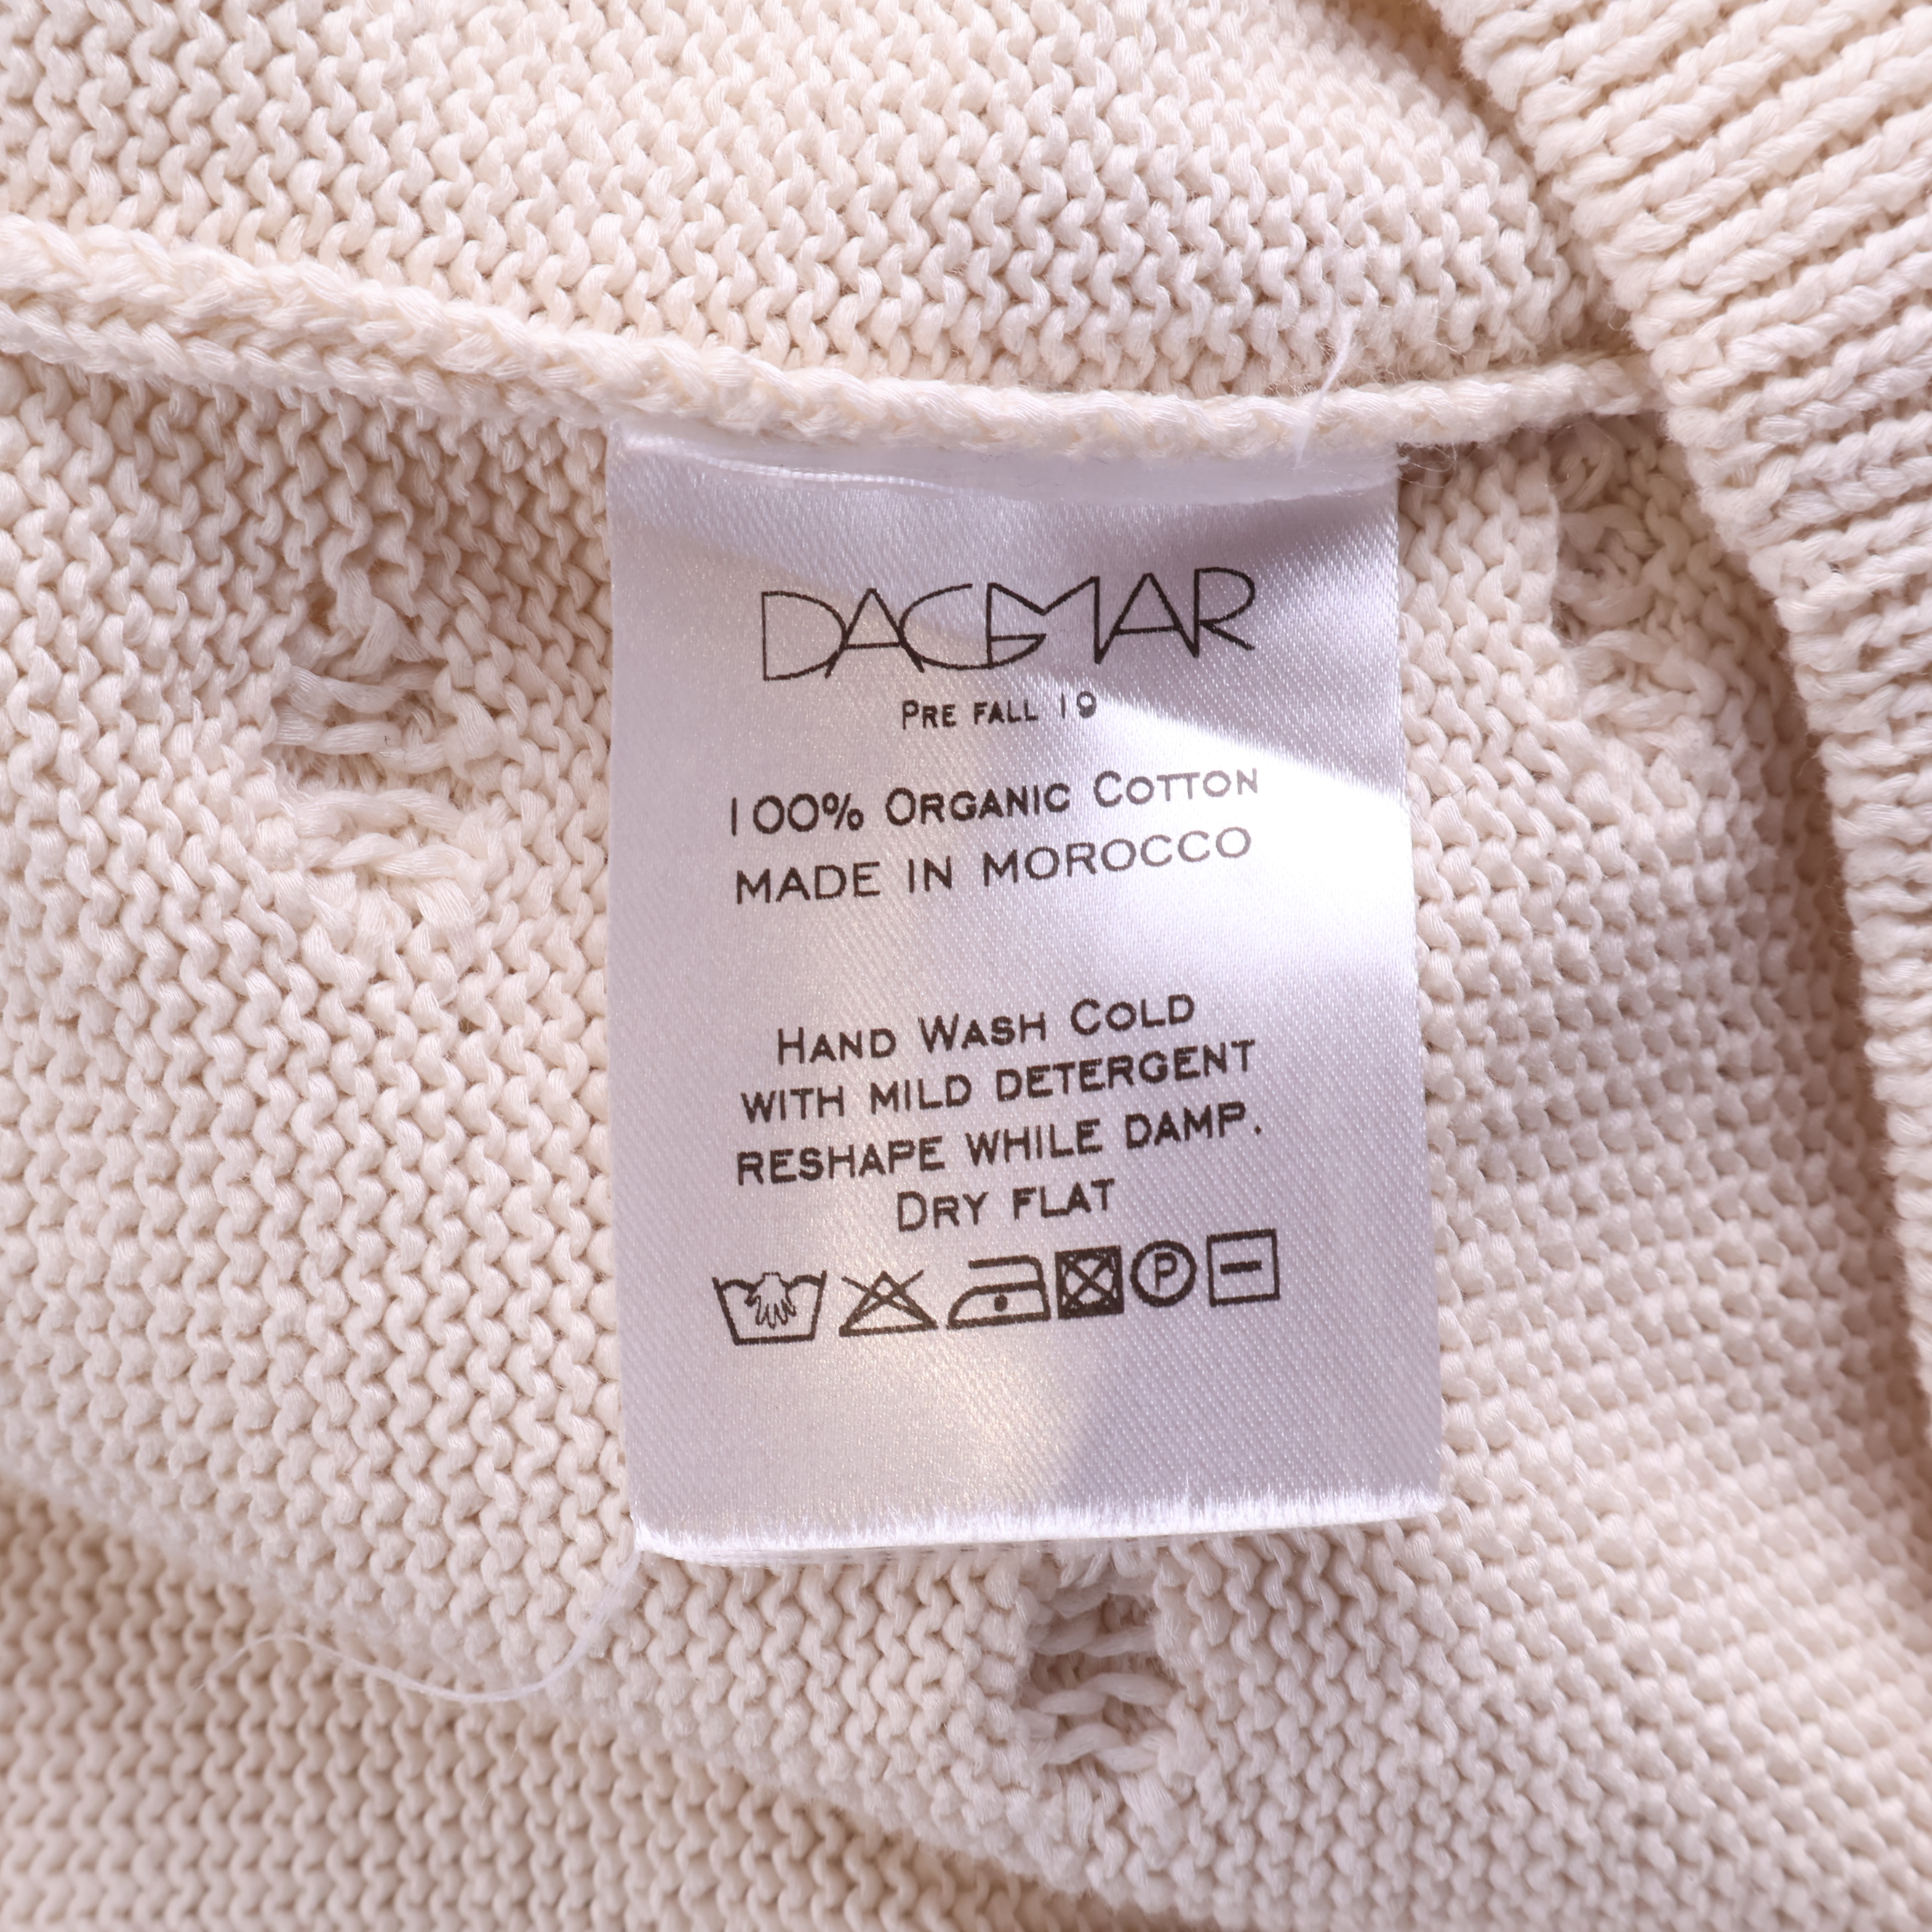 DAGMAR
PRE FALL 19
100% ORGANIC COTTON
MADE IN MOROCCO
HAND WASH COLD
WITH MILD DETERGENT
RESHAPE WHILE DAMP.
DRY FLAT
P